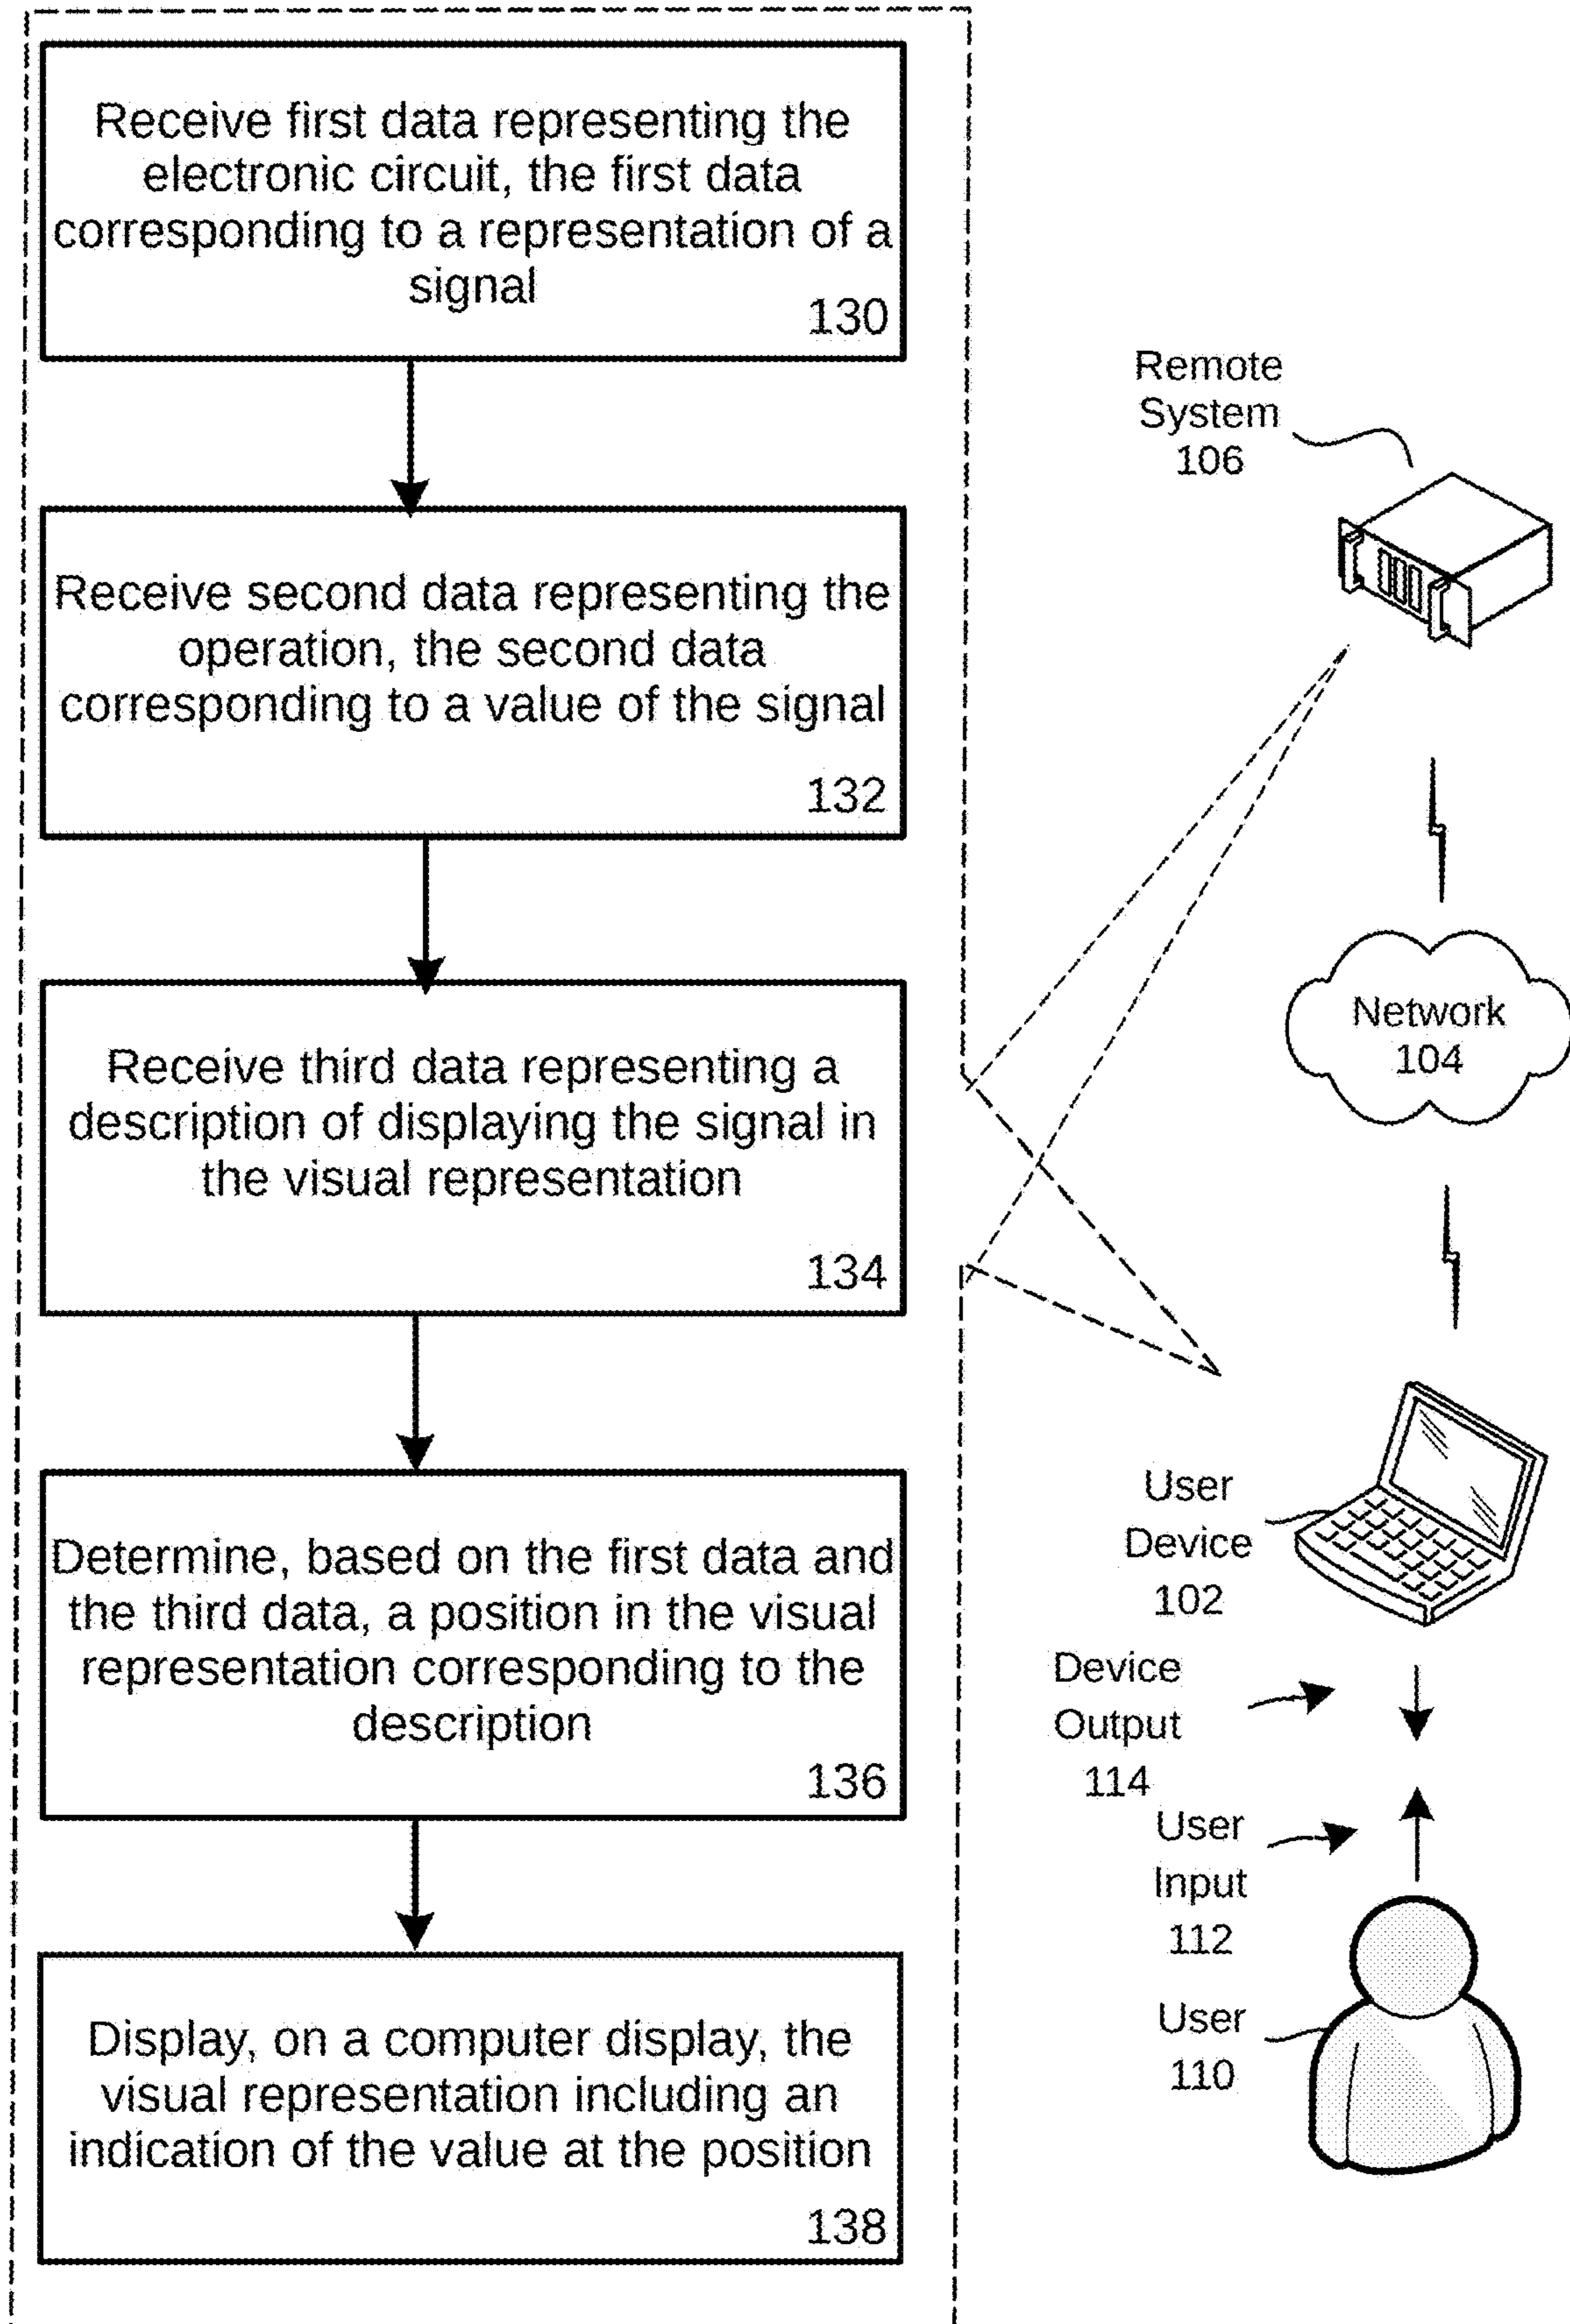 Receive first data representing the
electronic circuit, the first data
corresponding to a representation of a
signal
130
Receive second data representing the
operation, the second data
corresponding to a value of the signal
132
Receive third data representing a
description of displaying the signal in
the visual representation
134
Determine, based on the first data and
the third data, a position in the visual
representation corresponding to the
description
136
Display, on a computer display, the
visual representation including an
indication of the value at the position
138
Remote
System
106
Network
104
User
Device
102
Device
Output
114
User
Input
112
User
110